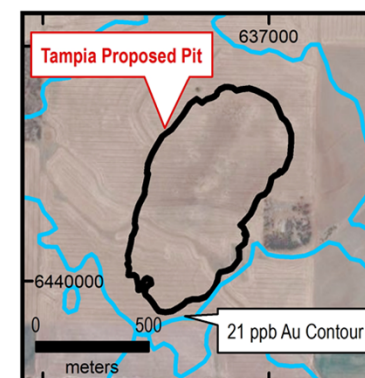 637000
Tampia Proposed Pit
6440000
0 500
21 ppb Au Contour
meters